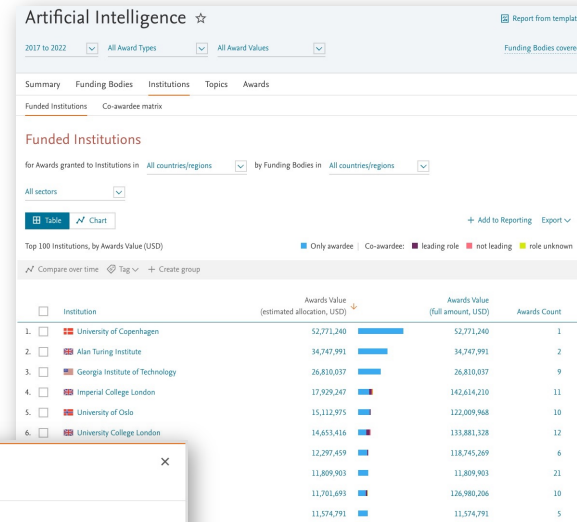 Artificial Intelligence
Report from templat
2017 to 2022 All Award Types All Award Values Funding Bodies covere
Summary Funding Bodies Institutions Topics Awards
Funded Institutions Co-awardee matrix
Funded Institutions
for Awards granted to Institutions in All countries/regions by Funding Bodies in All countries/regions
All sectors
Table Chart + Add to Reporting Export
Top 100 Institutions, by Awards Value (USD) Only awardee | Co-awardee: leading role not leading role unknown
Compare over time Tag + Create group
Institution Awards Value (estimated allocation, USD) Awards Value (full amount, USD) Awards Count
1. University of Copenhagen 52,771,240 52,771,240 1
2. Alan Turing Institute 34,747,991 34,747,991 2
3. Georgia Institute of Technology 26,810,037 26,810,037 9
4. Imperial College London 17,929,247 142,614,210 11
5. University of Oslo 15,112,975 122,009,968 10
6. University College London 14,653,416 133,881,328 12
12,297,459 118,745,269 6
11,809,903 11,809,903 21
11,701,693 126,980,206 10
11,574,791 11,574,791 5